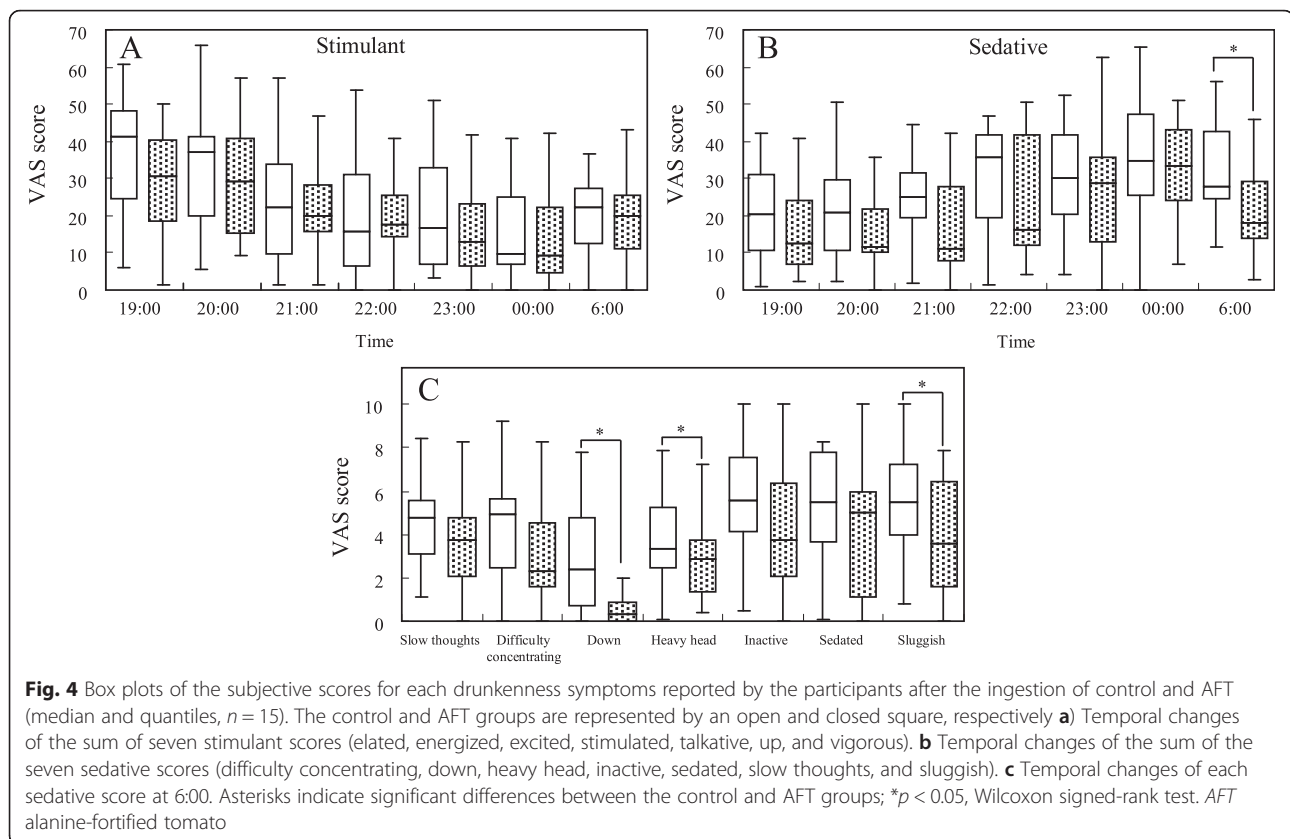 A
Stimulant
70
60
50
40
30
20
10
0
VAS score
19:00 20:00 21:00 22:00 23:00 00:00 6:00
Time
B
Sedative
*
70
60
50
40
30
20
10
0
VAS score
19:00 20:00 21:00 22:00 23:00 00:00 6:00
Time
C
* * *
10
8
6
4
2
0
VAS score
Slow thoughts Difficulty Down Heavy head Inactive Sedated Sluggish
concentrating
Fig. 4 Box plots of the subjective scores for each drunkenness symptoms reported by the participants after the ingestion of control and AFT
(median and quantiles, n = 15). The control and AFT groups are represented by an open and closed square, respectively a) Temporal changes
of the sum of seven stimulant scores (elated, energized, excited, stimulated, talkative, up, and vigorous). b Temporal changes of the sum of the
seven sedative scores (difficulty concentrating, down, heavy head, inactive, sedated, slow thoughts, and sluggish). c Temporal changes of each
sedative score at 6:00. Asterisks indicate significant differences between the control and AFT groups; *p < 0.05, Wilcoxon signed-rank test. AFT
alanine-fortified tomato